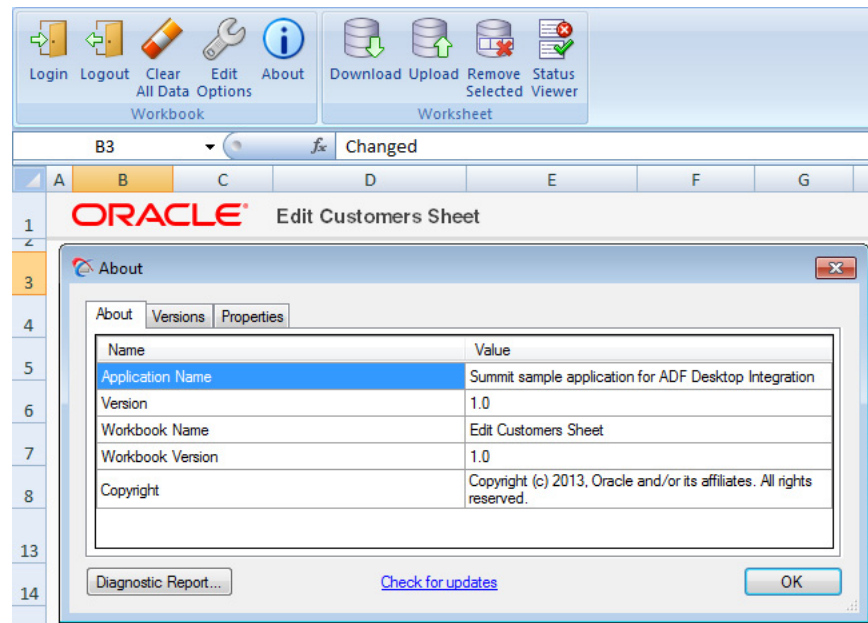 Login Logout Clear All Data Edit Options About Download Upload Remove Selected Status Viewer
Workbook Worksheet
B3 fx Changed
A B C D E F G
1 ORACLE® Edit Customers Sheet
2
About
3
About Versions Properties
4
Name Value
5
Application Name Summit sample application for ADF Desktop Integration
Version 1.0
6
Workbook Name Edit Customers Sheet
7
Workbook Version 1.0
Copyright Copyright (c) 2013, Oracle and/or its affiliates. All rights
8
reserved.
13
Diagnostic Report... Check for updates OK
14